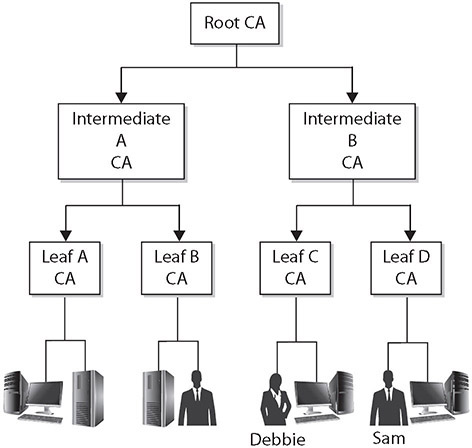 Root CA
Intermediate
A
CA
Intermediate
B
CA
Leaf A
CA
Leaf B
CA
Leaf C
CA
Leaf D
CA
Debbie
Sam